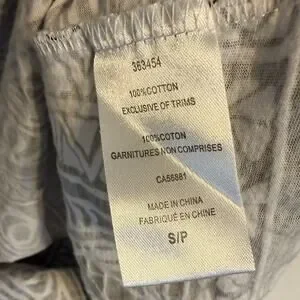 363454
100%COTTON
EXCLUSIVE OF TRIMS
100%COTON
GARNITURES NON COMPRISES
CA56881
MADE IN CHINA
FABRIQUÉ EN CHINE
S/P